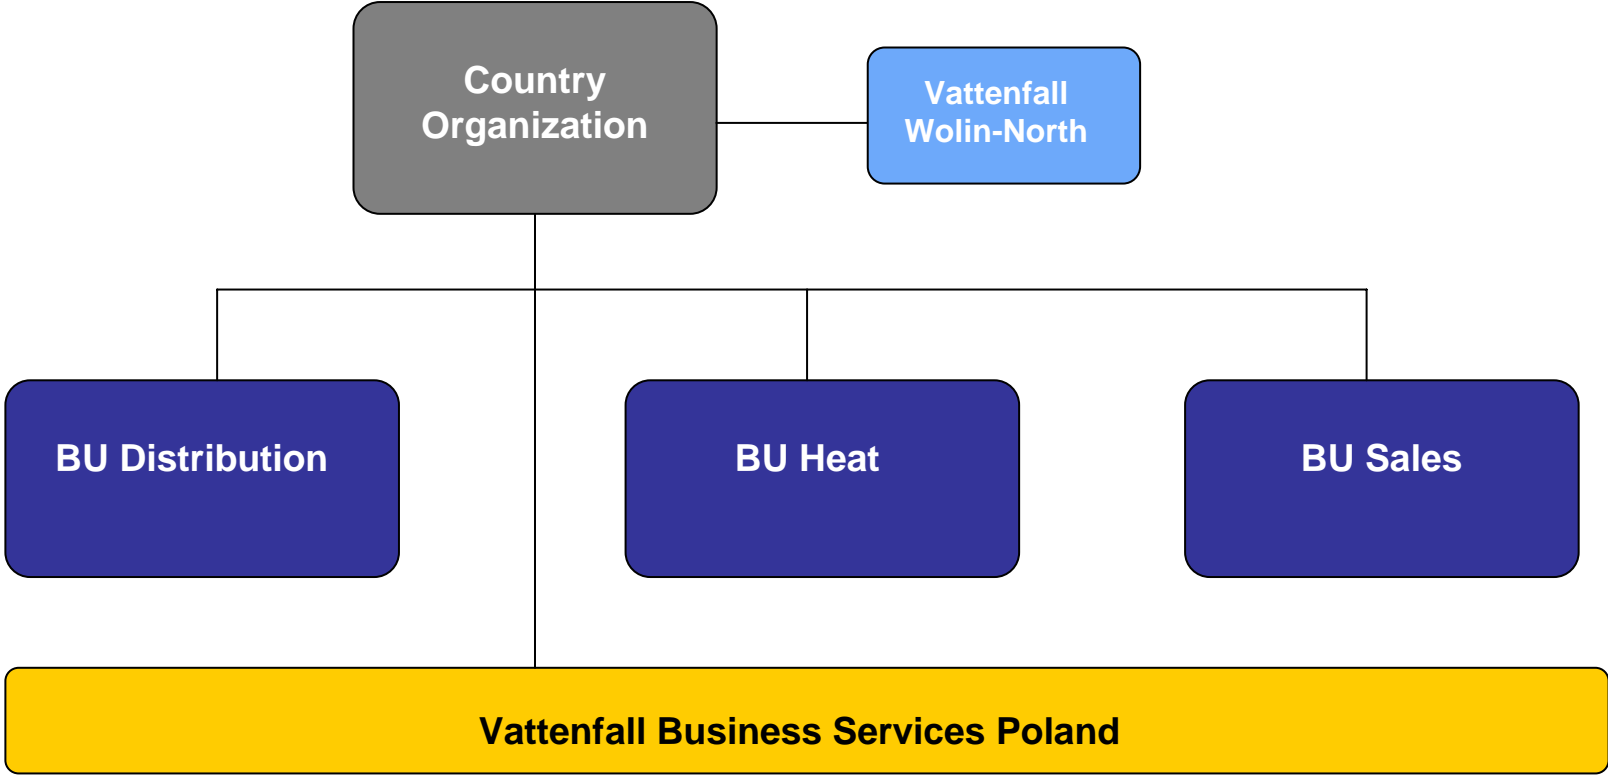 Country
Organization
Vattenfall
Wolin-North
BU Distribution
BU Heat
BU Sales
Vattenfall Business Services Poland